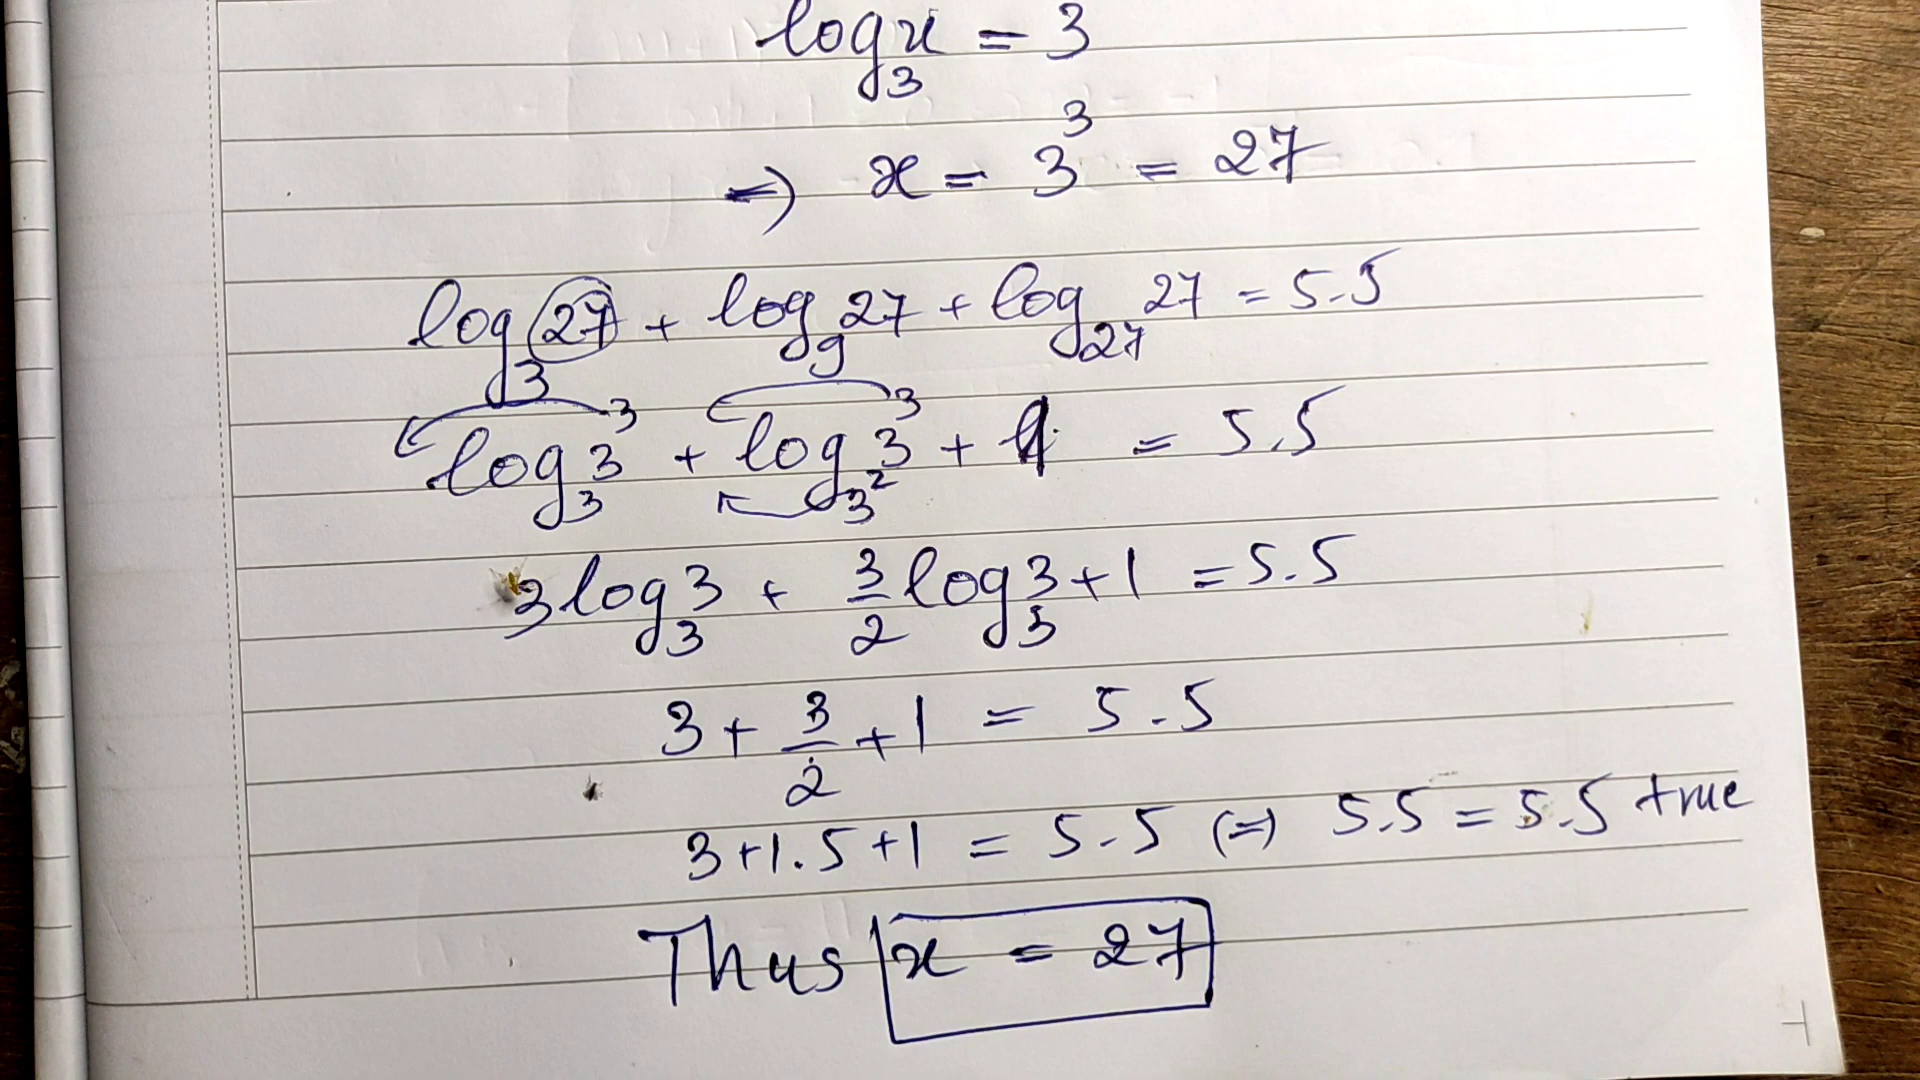 log₃x = 3
⇒ x = 3³ = 27
log₃27 + log₉27 + log₂₇27 = 5.5
log₃3³ + log₃²3³ + 1 = 5.5
3log₃3 + 3/2 log₃3 + 1 = 5.5
3 + 3/2 + 1 = 5.5
3+1.5+1 = 5.5 (=) 5.5 = 5.5 true
Thus x = 27